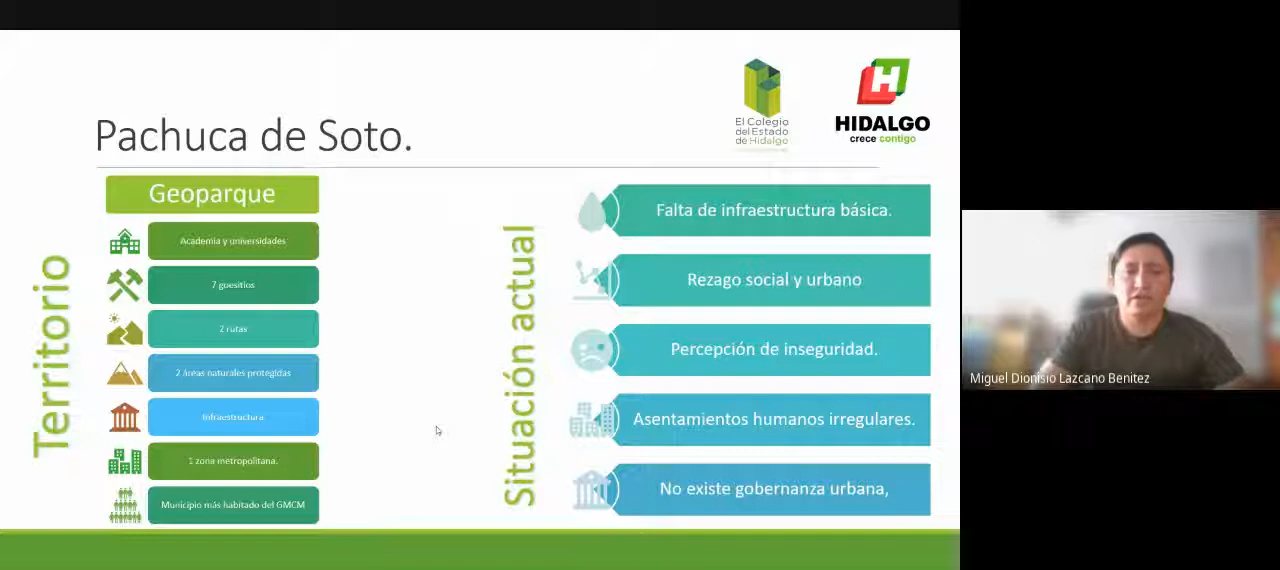 El Colegio
del Estado
de Hidalgo
H
HIDALGO
crece contigo
Pachuca de Soto.
Territorio
Geoparque
Academia y universidades
7 guesitios
2 rutas
2 áreas naturales protegidas
Infraestructura
1 zona metropolitana.
Municipio más habitado del GMCM
Situación actual
Falta de infraestructura básica.
Rezago social y urbano
Percepción de inseguridad.
Asentamientos humanos irregulares.
No existe gobernanza urbana,
Miguel Dionisio Lazcano Benitez